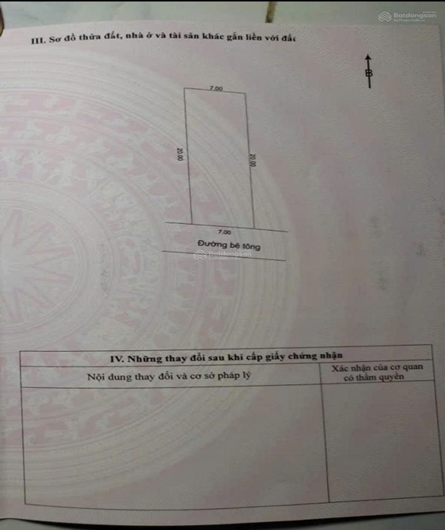 Batdongsan
III. Sơ đồ thửa đất, nhà ở và tài sản khác gắn liền với đất
B
7.00
20.00
20.00
7.00
Đường bê tông
IV. Những thay đổi sau khi cấp giấy chứng nhận
Nội dung thay đổi và cơ sở pháp lý
Xác nhận của cơ quan
có thẩm quyền